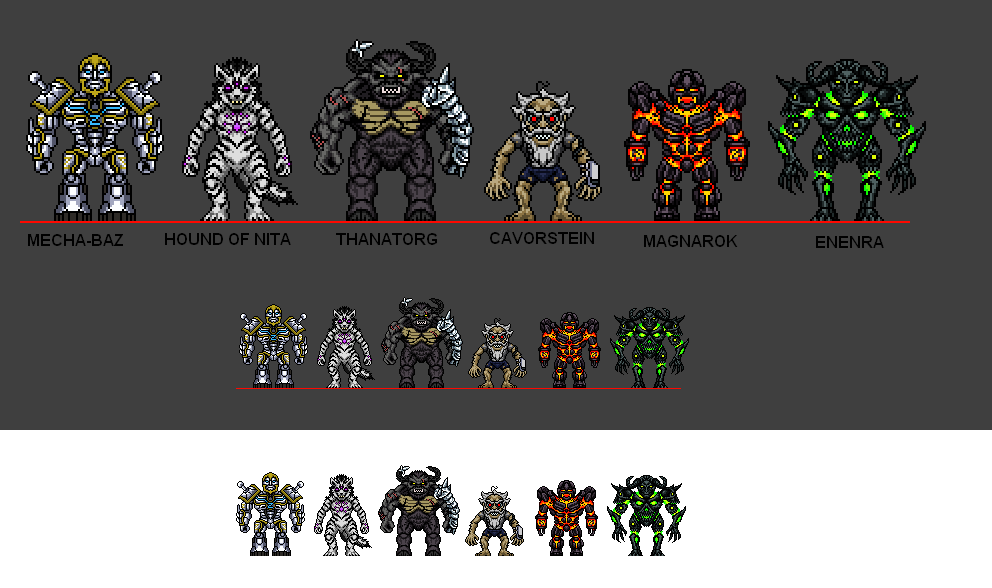 MECHA-BAZ
HOUND OF NITA
THANATORG
CAVORSTEIN
MAGNAROK
ENENRA